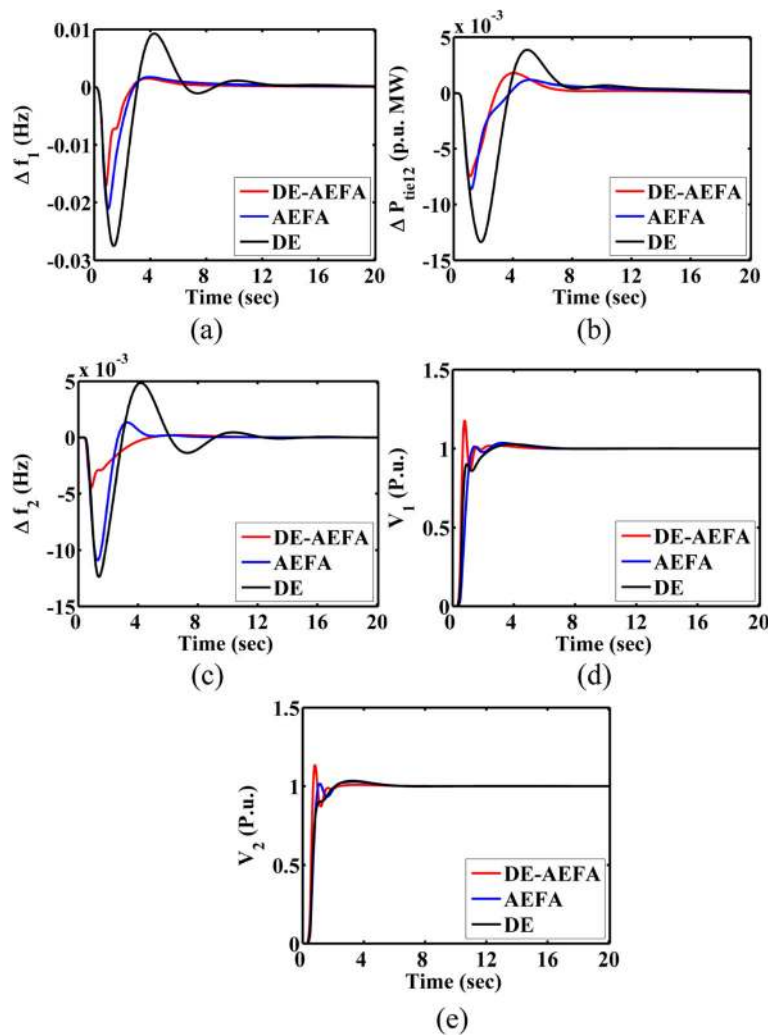 0.01
0
-0.01
-0.02
-0.03
Δ f1 (Hz)
DE-AEFA
AEFA
DE
0 4 8 12 16 20
Time (sec)
(a)
x 10^-3
5
0
-5
-10
-15
Δ Ptie12 (p.u. MW)
DE-AEFA
AEFA
DE
0 4 8 12 16 20
Time (sec)
(b)
x 10^-3
5
0
-5
-10
-15
Δ f2 (Hz)
DE-AEFA
AEFA
DE
0 4 8 12 16 20
Time (sec)
(c)
1.5
1
0.5
0
V1 (P.u.)
DE-AEFA
AEFA
DE
0 4 8 12 16 20
Time (sec)
(d)
1.5
1
0.5
0
V2 (P.u.)
DE-AEFA
AEFA
DE
0 4 8 12 16 20
Time (sec)
(e)